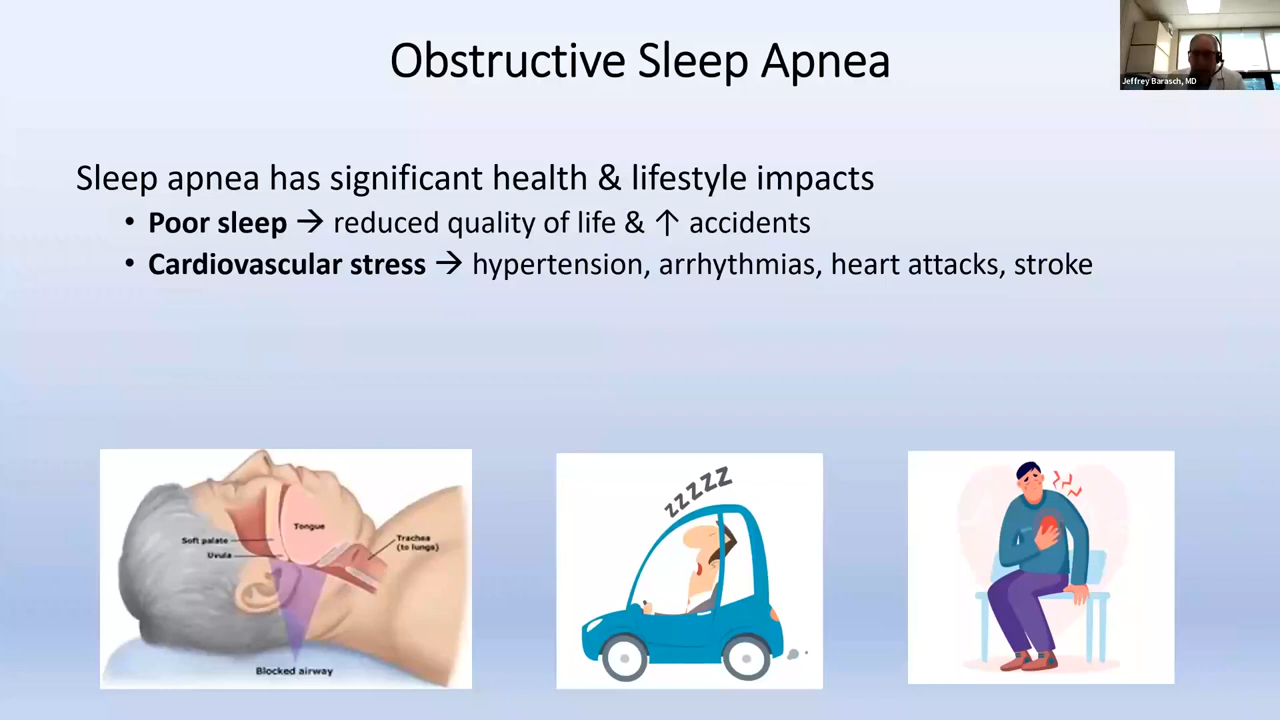 Obstructive Sleep Apnea
Jeffrey Barasch, MD
Sleep apnea has significant health & lifestyle impacts
• Poor sleep → reduced quality of life & ↑ accidents
• Cardiovascular stress → hypertension, arrhythmias, heart attacks, stroke
Tongue
Soft palate
Uvula
Trachea
(to lungs)
Blocked airway
zzzzz